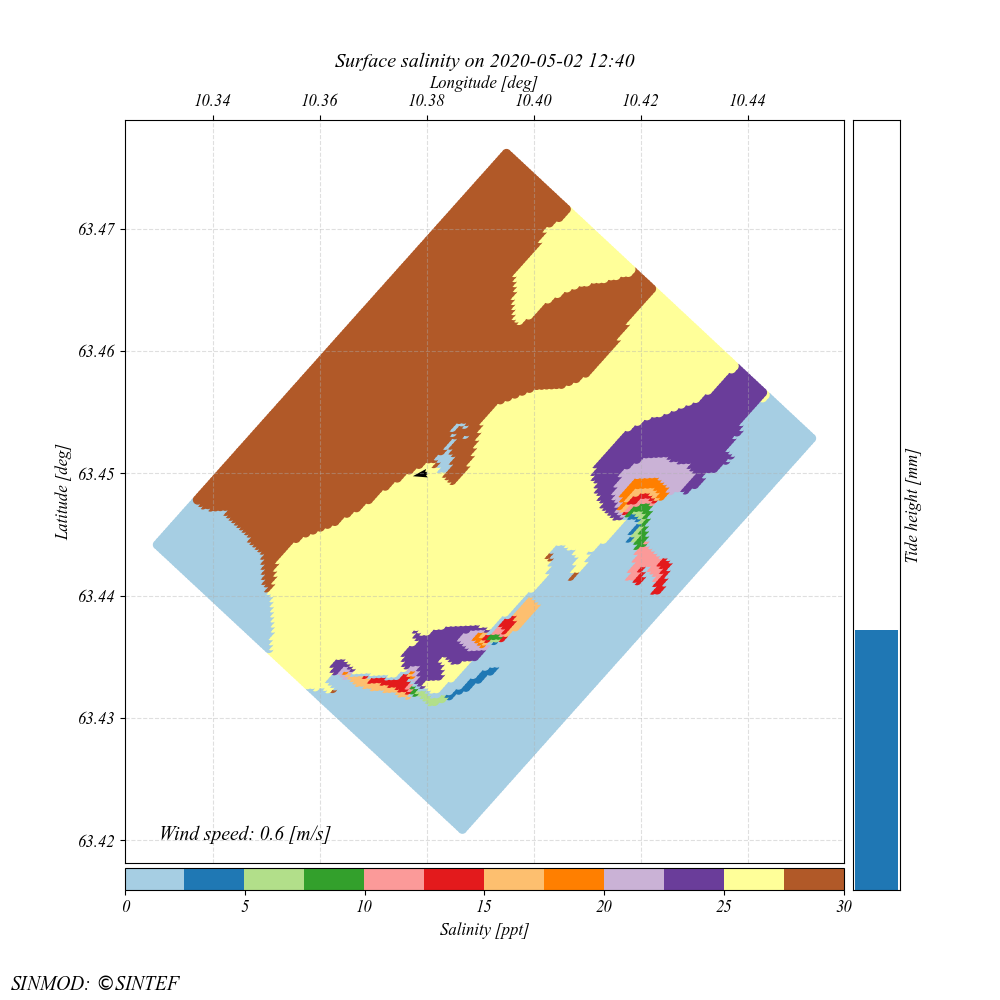 Surface salinity on 2020-05-02 12:40
Longitude [deg]
10.34 10.36 10.38 10.40 10.42 10.44
63.47
63.46
63.45
63.44
63.43
63.42
Latitude [deg]
Tide height [mm]
Wind speed: 0.6 [m/s]
0 5 10 15 20 25 30
Salinity [ppt]
SINMOD: ©SINTEF